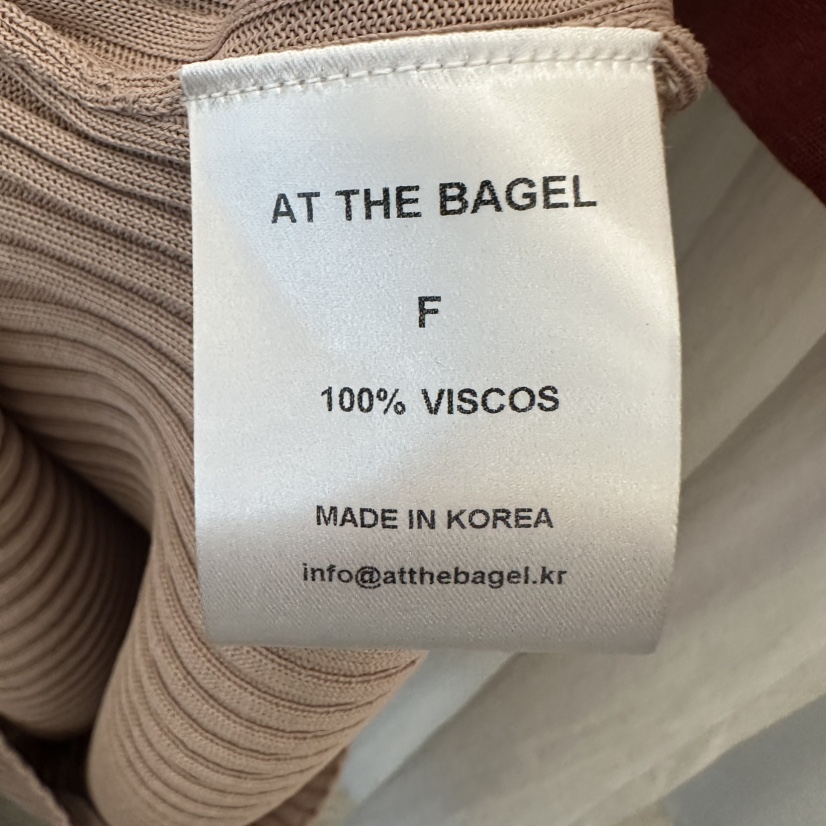 AT THE BAGEL
F
100% VISCOS
MADE IN KOREA
info@atthebagel.kr